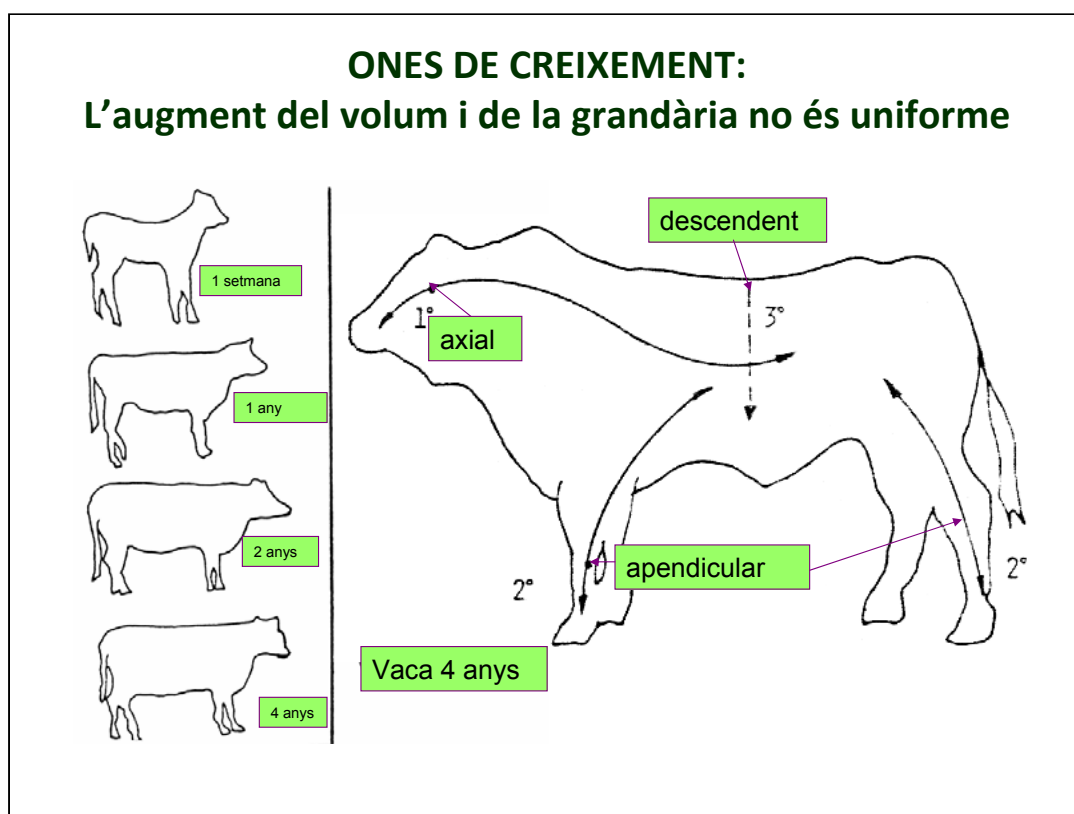 ONES DE CREIXEMENT:
L’augment del volum i de la grandària no és uniforme
1 setmana
1 any
2 anys
4 anys
descendent
1°
axial
3°
apendicular
2°
2°
Vaca 4 anys